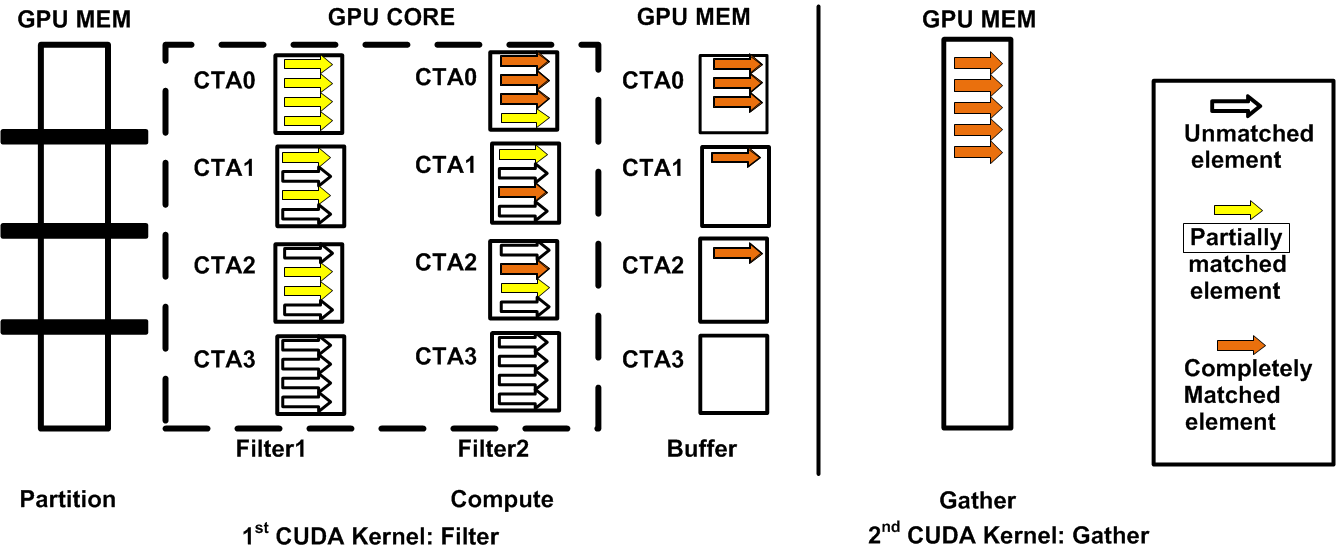 GPU MEM
GPU CORE
GPU MEM
GPU MEM
CTA0
CTA0
CTA0
CTA1
CTA1
CTA1
CTA2
CTA2
CTA2
CTA3
CTA3
CTA3
Filter1
Filter2
Buffer
Partition
Compute
Gather
1st CUDA Kernel: Filter
2nd CUDA Kernel: Gather
Unmatched
element
Partially
matched
element
Completely
Matched
element